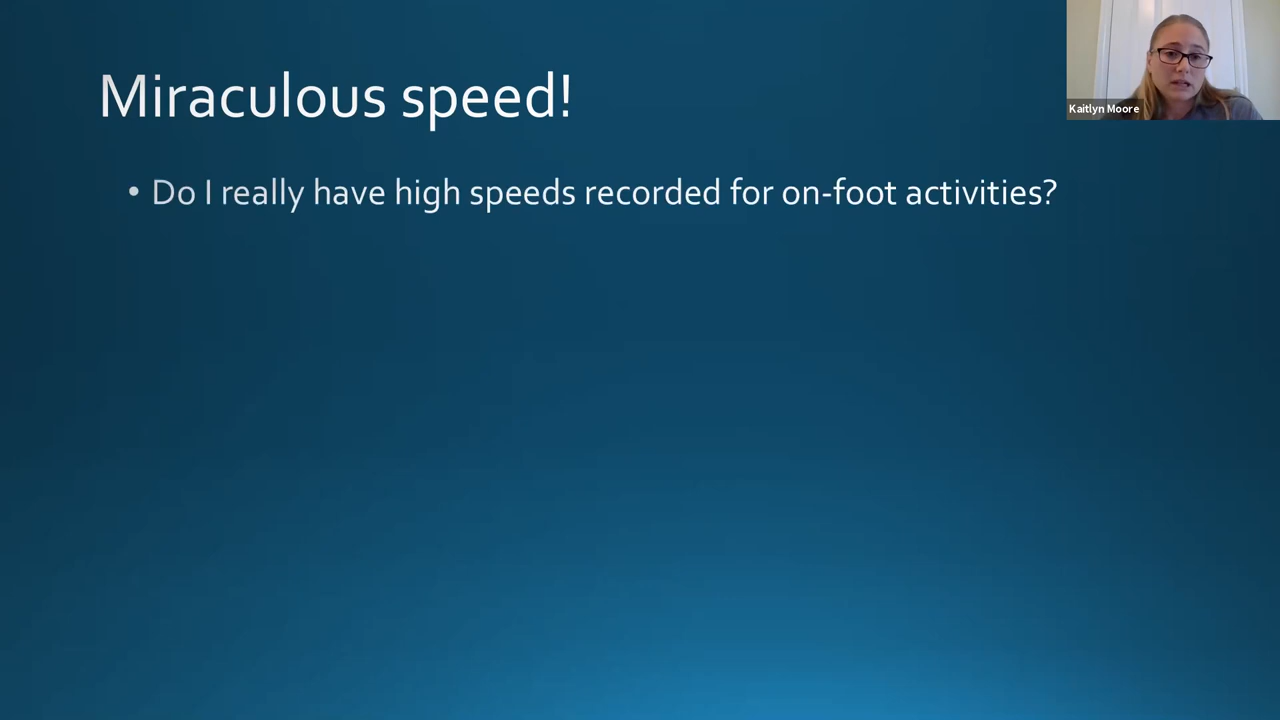 Miraculous speed!
Kaitlyn Moore
• Do I really have high speeds recorded for on-foot activities?